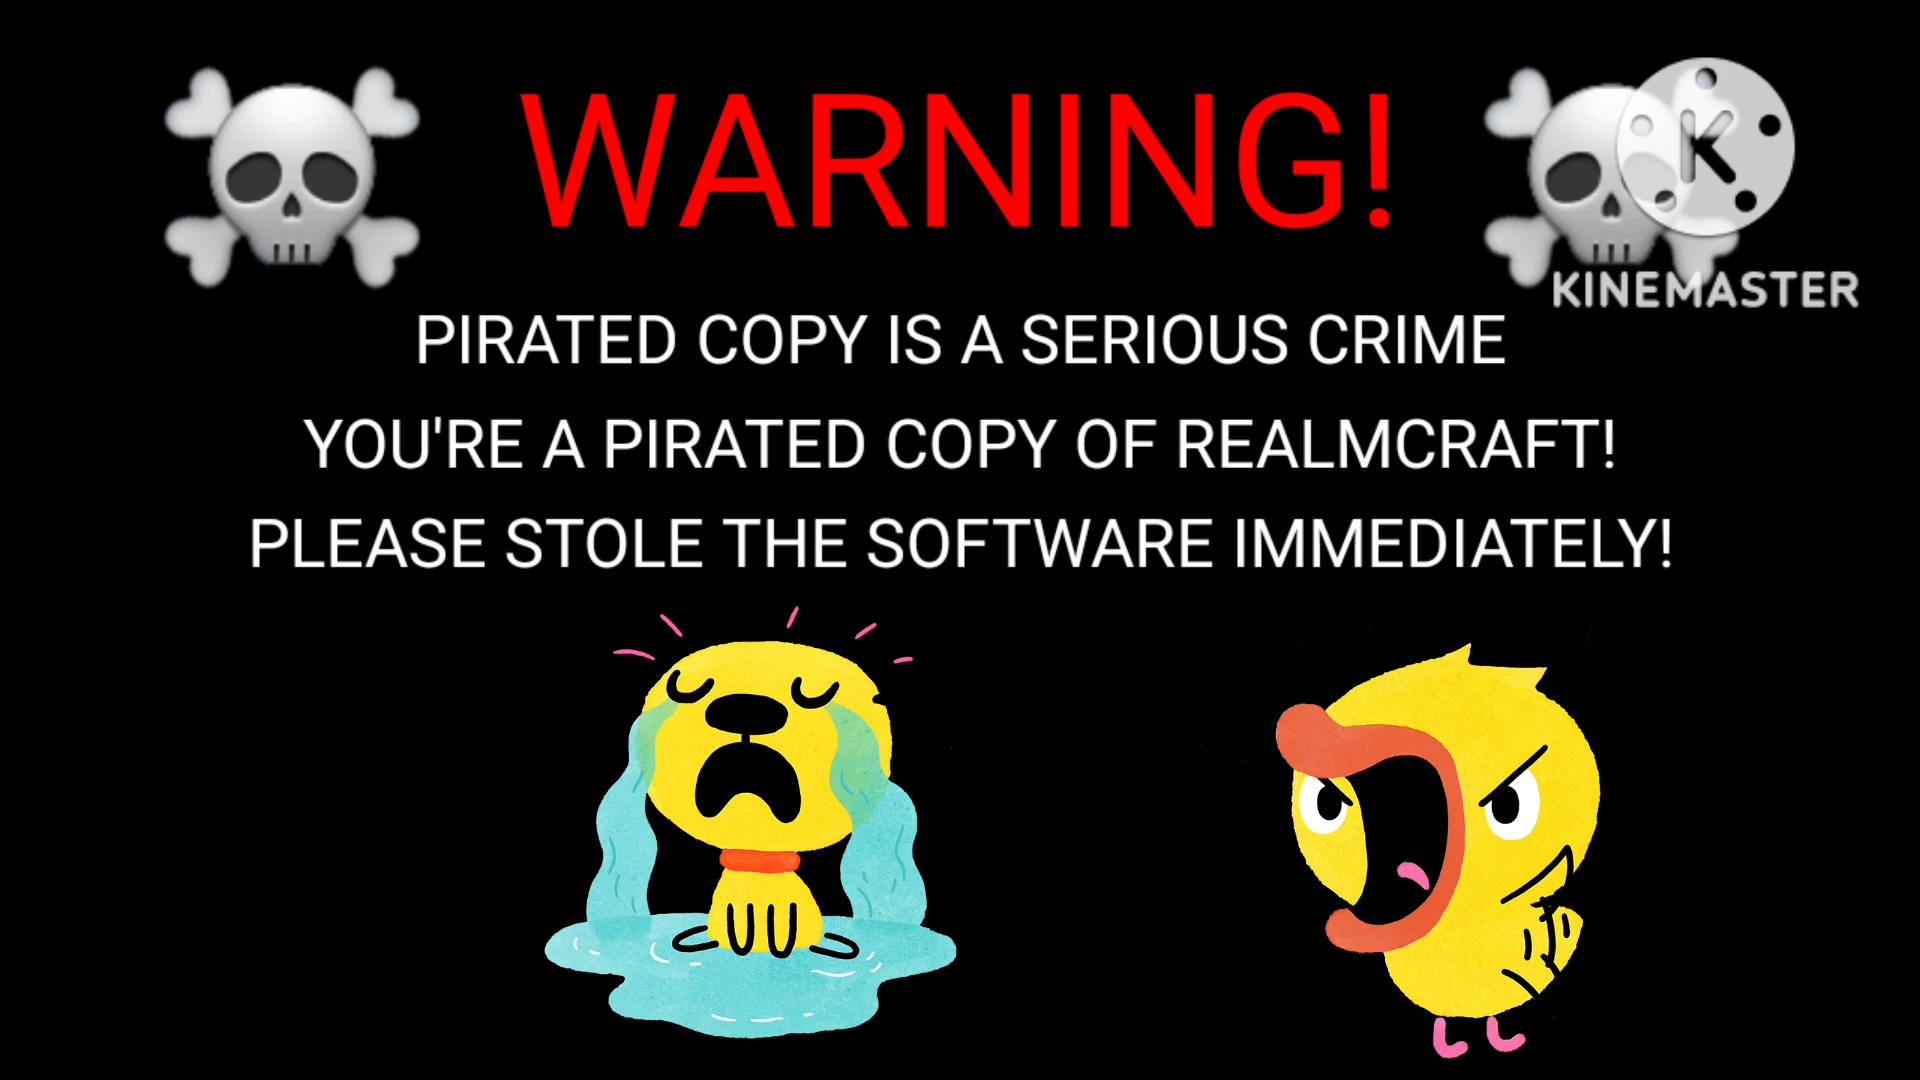 WARNING!
K
KINEMASTER
PIRATED COPY IS A SERIOUS CRIME
YOU'RE A PIRATED COPY OF REALMCRAFT!
PLEASE STOLE THE SOFTWARE IMMEDIATELY!